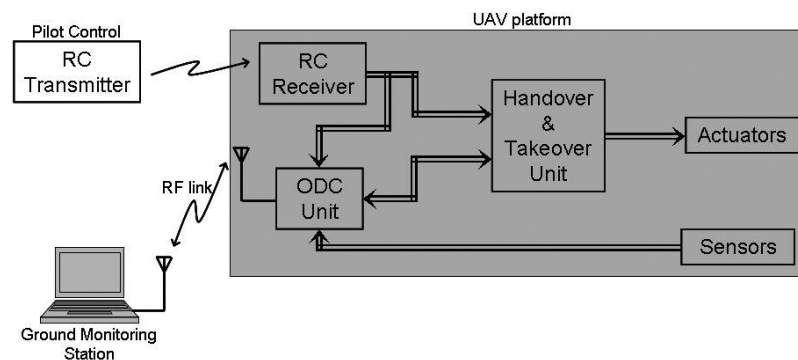 UAV platform
Pilot Control
RC
Transmitter
RC
Receiver
Handover
&
Takeover
Unit
Actuators
RF link
ODC
Unit
Sensors
Ground Monitoring
Station